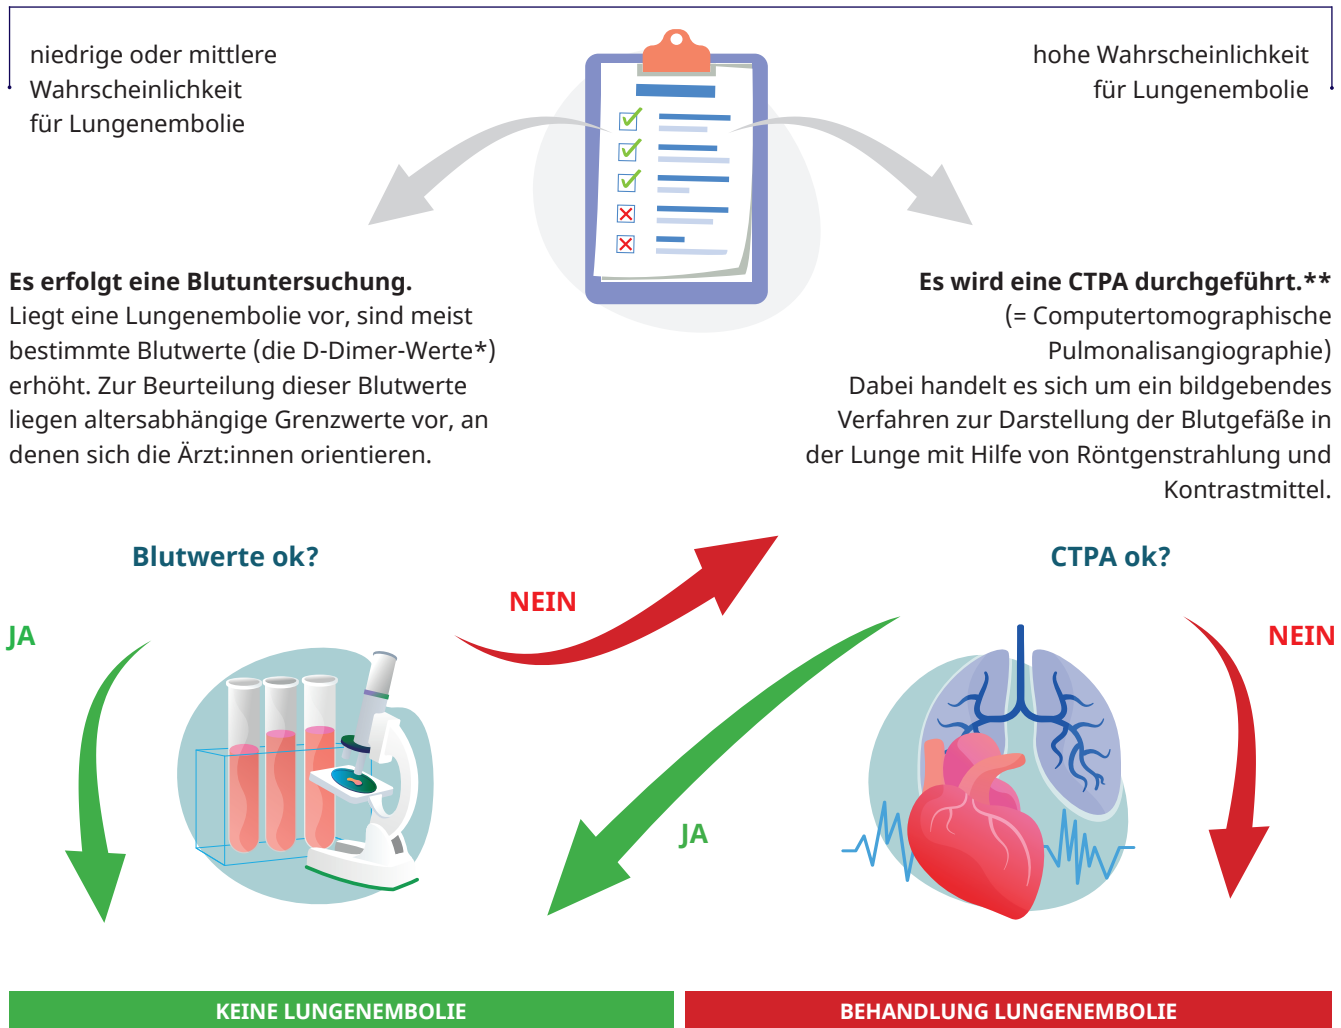 niedrige oder mittlere
Wahrscheinlichkeit
für Lungenembolie
hohe Wahrscheinlichkeit
für Lungenembolie
Es erfolgt eine Blutuntersuchung.
Liegt eine Lungenembolie vor, sind meist
bestimmte Blutwerte (die D-Dimer-Werte*)
erhöht. Zur Beurteilung dieser Blutwerte
liegen altersabhängige Grenzwerte vor, an
denen sich die Ärzt:innen orientieren.
Es wird eine CTPA durchgeführt.**
(= Computertomographische
Pulmonalisangiographie)
Dabei handelt es sich um ein bildgebendes
Verfahren zur Darstellung der Blutgefäße in
der Lunge mit Hilfe von Röntgenstrahlung und
Kontrastmittel.
Blutwerte ok?
CTPA ok?
NEIN
JA
NEIN
JA
KEINE LUNGENEMBOLIE
BEHANDLUNG LUNGENEMBOLIE